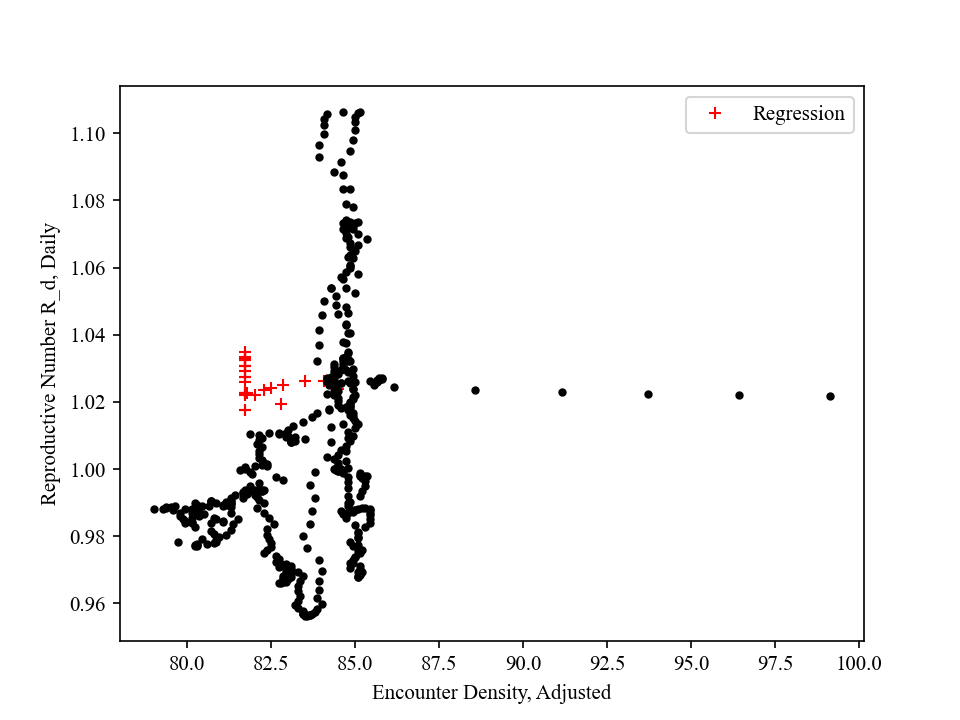 Regression
1.10
1.08
1.06
1.04
1.02
1.00
0.98
0.96
Reproductive Number R_d, Daily
80.0 82.5 85.0 87.5 90.0 92.5 95.0 97.5 100.0
Encounter Density, Adjusted